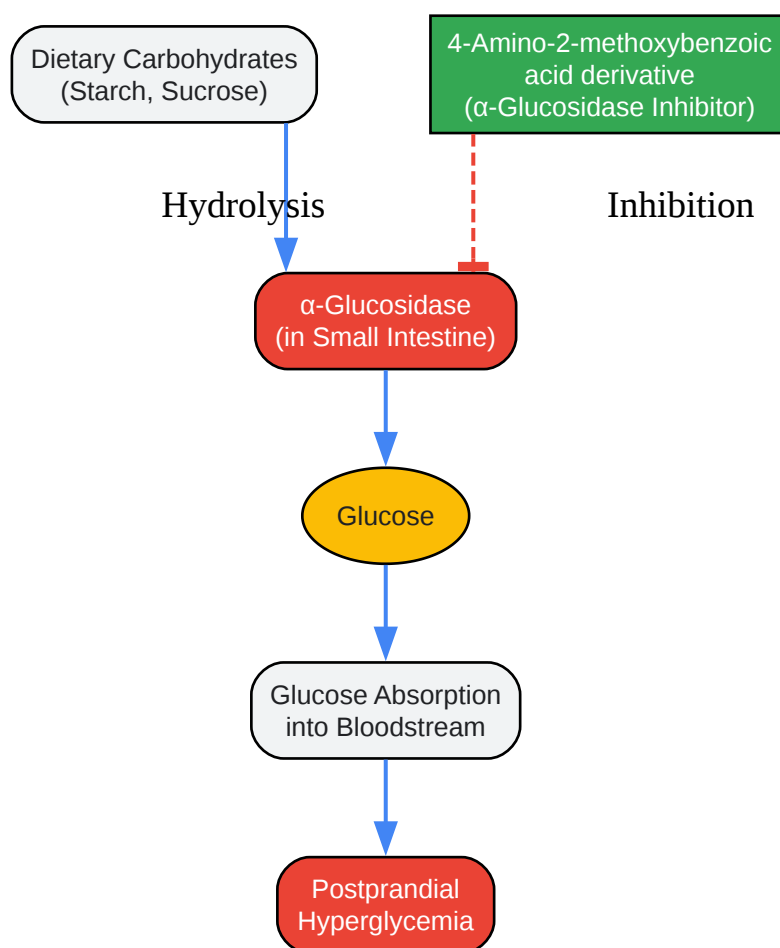 Dietary Carbohydrates
(Starch, Sucrose)
4-Amino-2-methoxybenzoic
acid derivative
(α-Glucosidase Inhibitor)
Hydrolysis
Inhibition
α-Glucosidase
(in Small Intestine)
Glucose
Glucose Absorption
into Bloodstream
Postprandial
Hyperglycemia